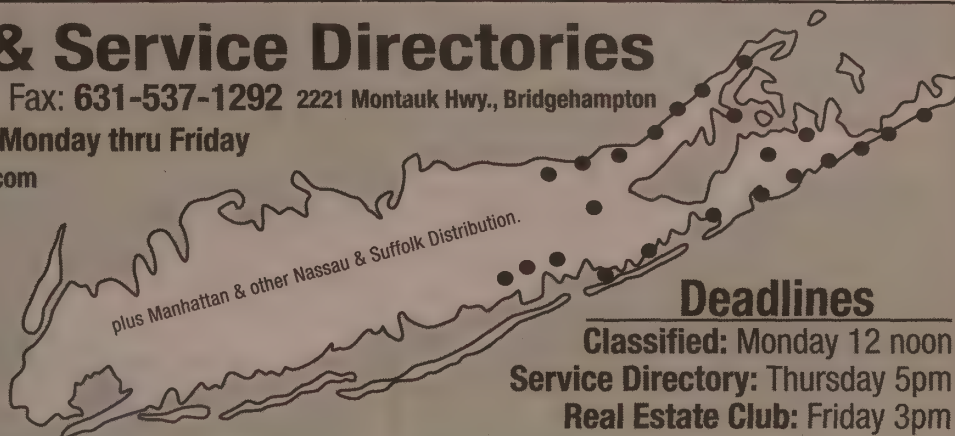 & Service Directories
Fax: 631-537-1292 2221 Montauk Hwy., Bridgehampton
Monday thru Friday
com
plus Manhattan & other Nassau & Suffolk Distribution.
Deadlines
Classified: Monday 12 noon
Service Directory: Thursday 5pm
Real Estate Club: Friday 3pm